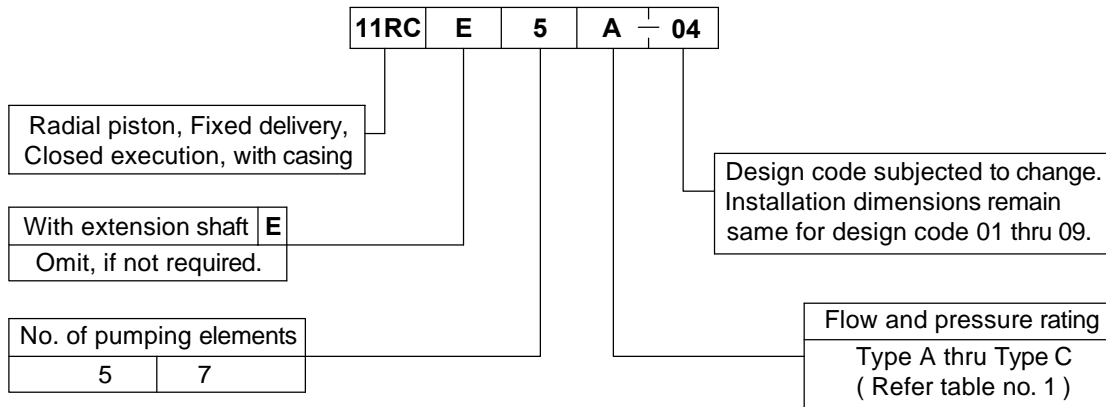 11RC E 5 A - 04
Radial piston, Fixed delivery,
Closed execution, with casing
With extension shaft E
Omit, if not required.
No. of pumping elements
5 7
Design code subjected to change.
Installation dimensions remain
same for design code 01 thru 09.
Flow and pressure rating
Type A thru Type C
( Refer table no. 1 )